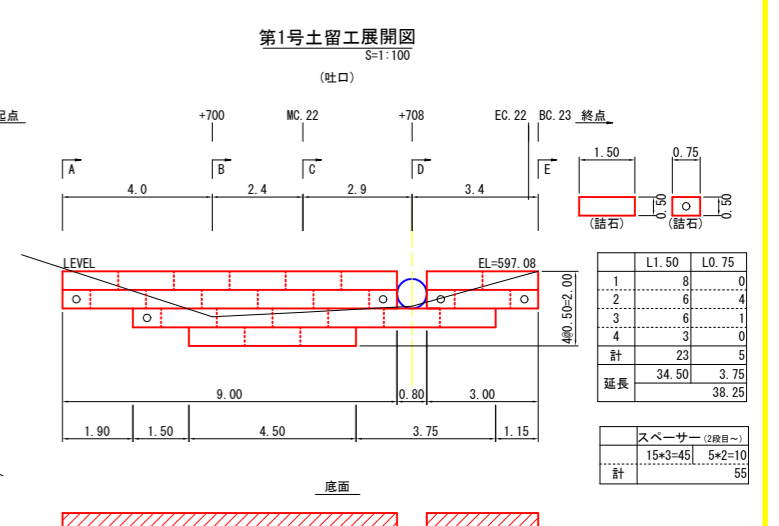 第1号土留工展開図
S=1:100
(吐口)
起点
+700
MC.22
+708
EC.22
BC.23
終点
A
B
C
D
E
4.0
2.4
2.9
3.4
1.50
0.75
0.50
0.50
(詰石)
(詰石)
LEVEL
EL=597.08
4@0.50=2.00
9.00
0.80
3.00
1.90
1.50
4.50
3.75
1.15
L1.50 L0.75
1 8 0
2 6 4
3 6 1
4 3 0
計 23 5
延長 34.50 3.75
38.25
スペーサー(2段目～)
15*3=45 5*2=10
計 55
底面